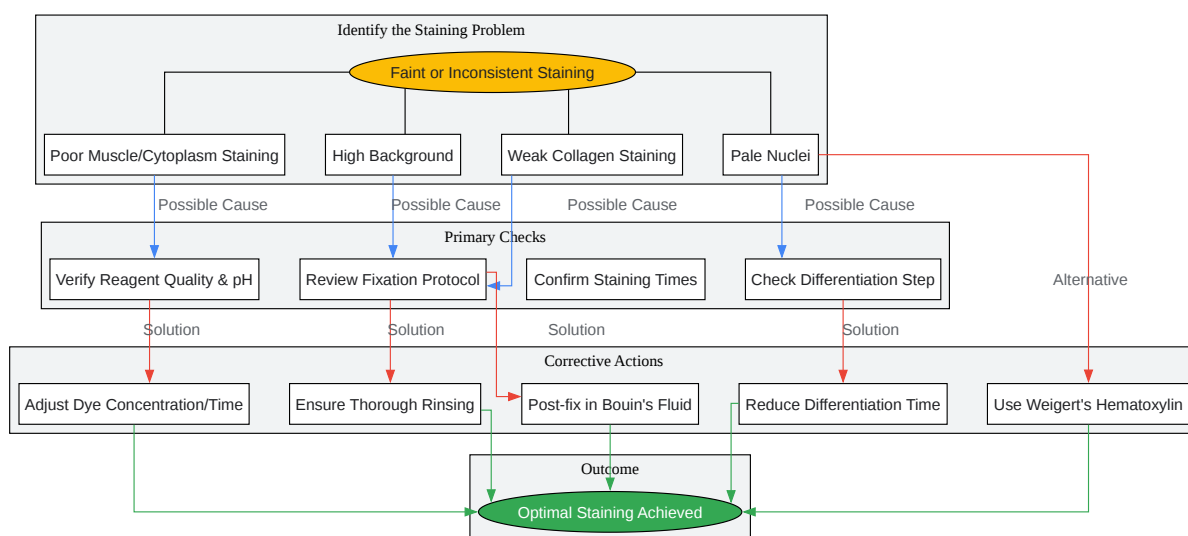 Identify the Staining Problem
Faint or Inconsistent Staining
Poor Muscle/Cytoplasm Staining
High Background
Weak Collagen Staining
Pale Nuclei
Possible Cause
Possible Cause
Possible Cause
Possible Cause
Primary Checks
Verify Reagent Quality & pH
Review Fixation Protocol
Confirm Staining Times
Check Differentiation Step
Alternative
Solution
Solution
Solution
Solution
Corrective Actions
Adjust Dye Concentration/Time
Ensure Thorough Rinsing
Post-fix in Bouin's Fluid
Reduce Differentiation Time
Use Weigert's Hematoxylin
Outcome
Optimal Staining Achieved